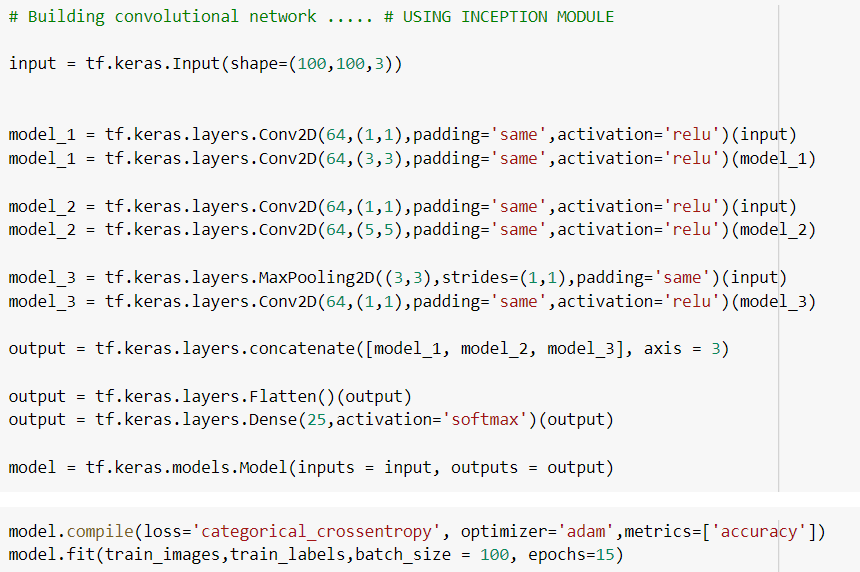 # Building convolutional network ..... # USING INCEPTION MODULE
input = tf.keras.Input(shape=(100,100,3))
model_1 = tf.keras.layers.Conv2D(64,(1,1),padding='same',activation='relu')(input)
model_1 = tf.keras.layers.Conv2D(64,(3,3),padding='same',activation='relu')(model_1)
model_2 = tf.keras.layers.Conv2D(64,(1,1),padding='same',activation='relu')(input)
model_2 = tf.keras.layers.Conv2D(64,(5,5),padding='same',activation='relu')(model_2)
model_3 = tf.keras.layers.MaxPooling2D((3,3),strides=(1,1),padding='same')(input)
model_3 = tf.keras.layers.Conv2D(64,(1,1),padding='same',activation='relu')(model_3)
output = tf.keras.layers.concatenate([model_1, model_2, model_3], axis = 3)
output = tf.keras.layers.Flatten()(output)
output = tf.keras.layers.Dense(25,activation='softmax')(output)
model = tf.keras.models.Model(inputs = input, outputs = output)
model.compile(loss='categorical_crossentropy', optimizer='adam',metrics=['accuracy'])
model.fit(train_images,train_labels,batch_size = 100, epochs=15)